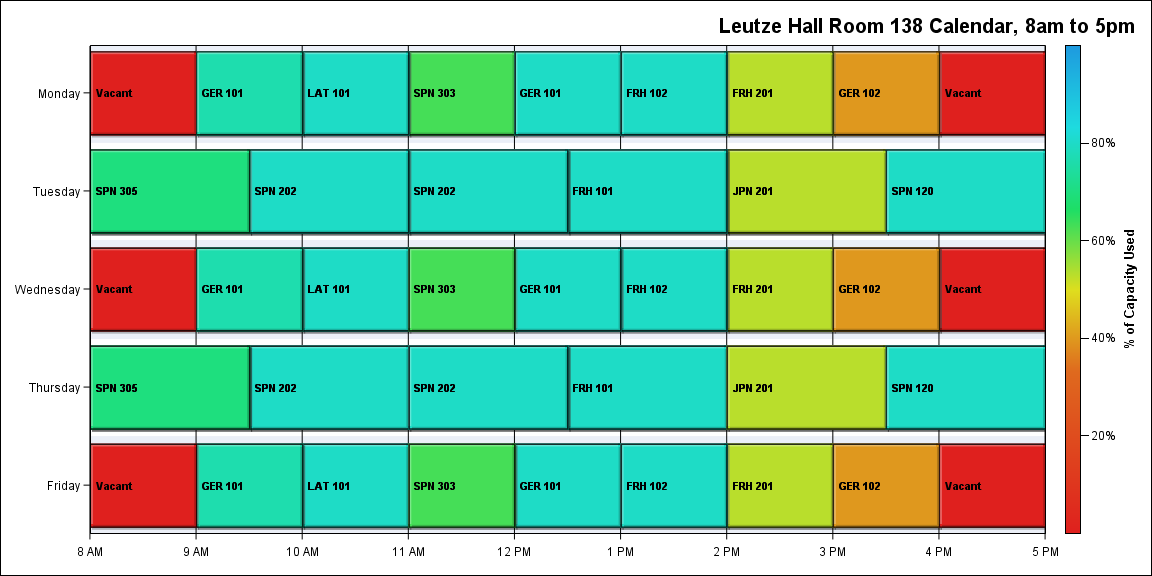 Leutze Hall Room 138 Calendar, 8am to 5pm
Monday
Vacant
GER 101
LAT 101
SPN 303
GER 101
FRH 102
FRH 201
GER 102
Vacant
Tuesday
SPN 305
SPN 202
SPN 202
FRH 101
JPN 201
SPN 120
Wednesday
Vacant
GER 101
LAT 101
SPN 303
GER 101
FRH 102
FRH 201
GER 102
Vacant
Thursday
SPN 305
SPN 202
SPN 202
FRH 101
JPN 201
SPN 120
Friday
Vacant
GER 101
LAT 101
SPN 303
GER 101
FRH 102
FRH 201
GER 102
Vacant
8 AM
9 AM
10 AM
11 AM
12 PM
1 PM
2 PM
3 PM
4 PM
5 PM
80%
60%
40%
20%
% of Capacity Used